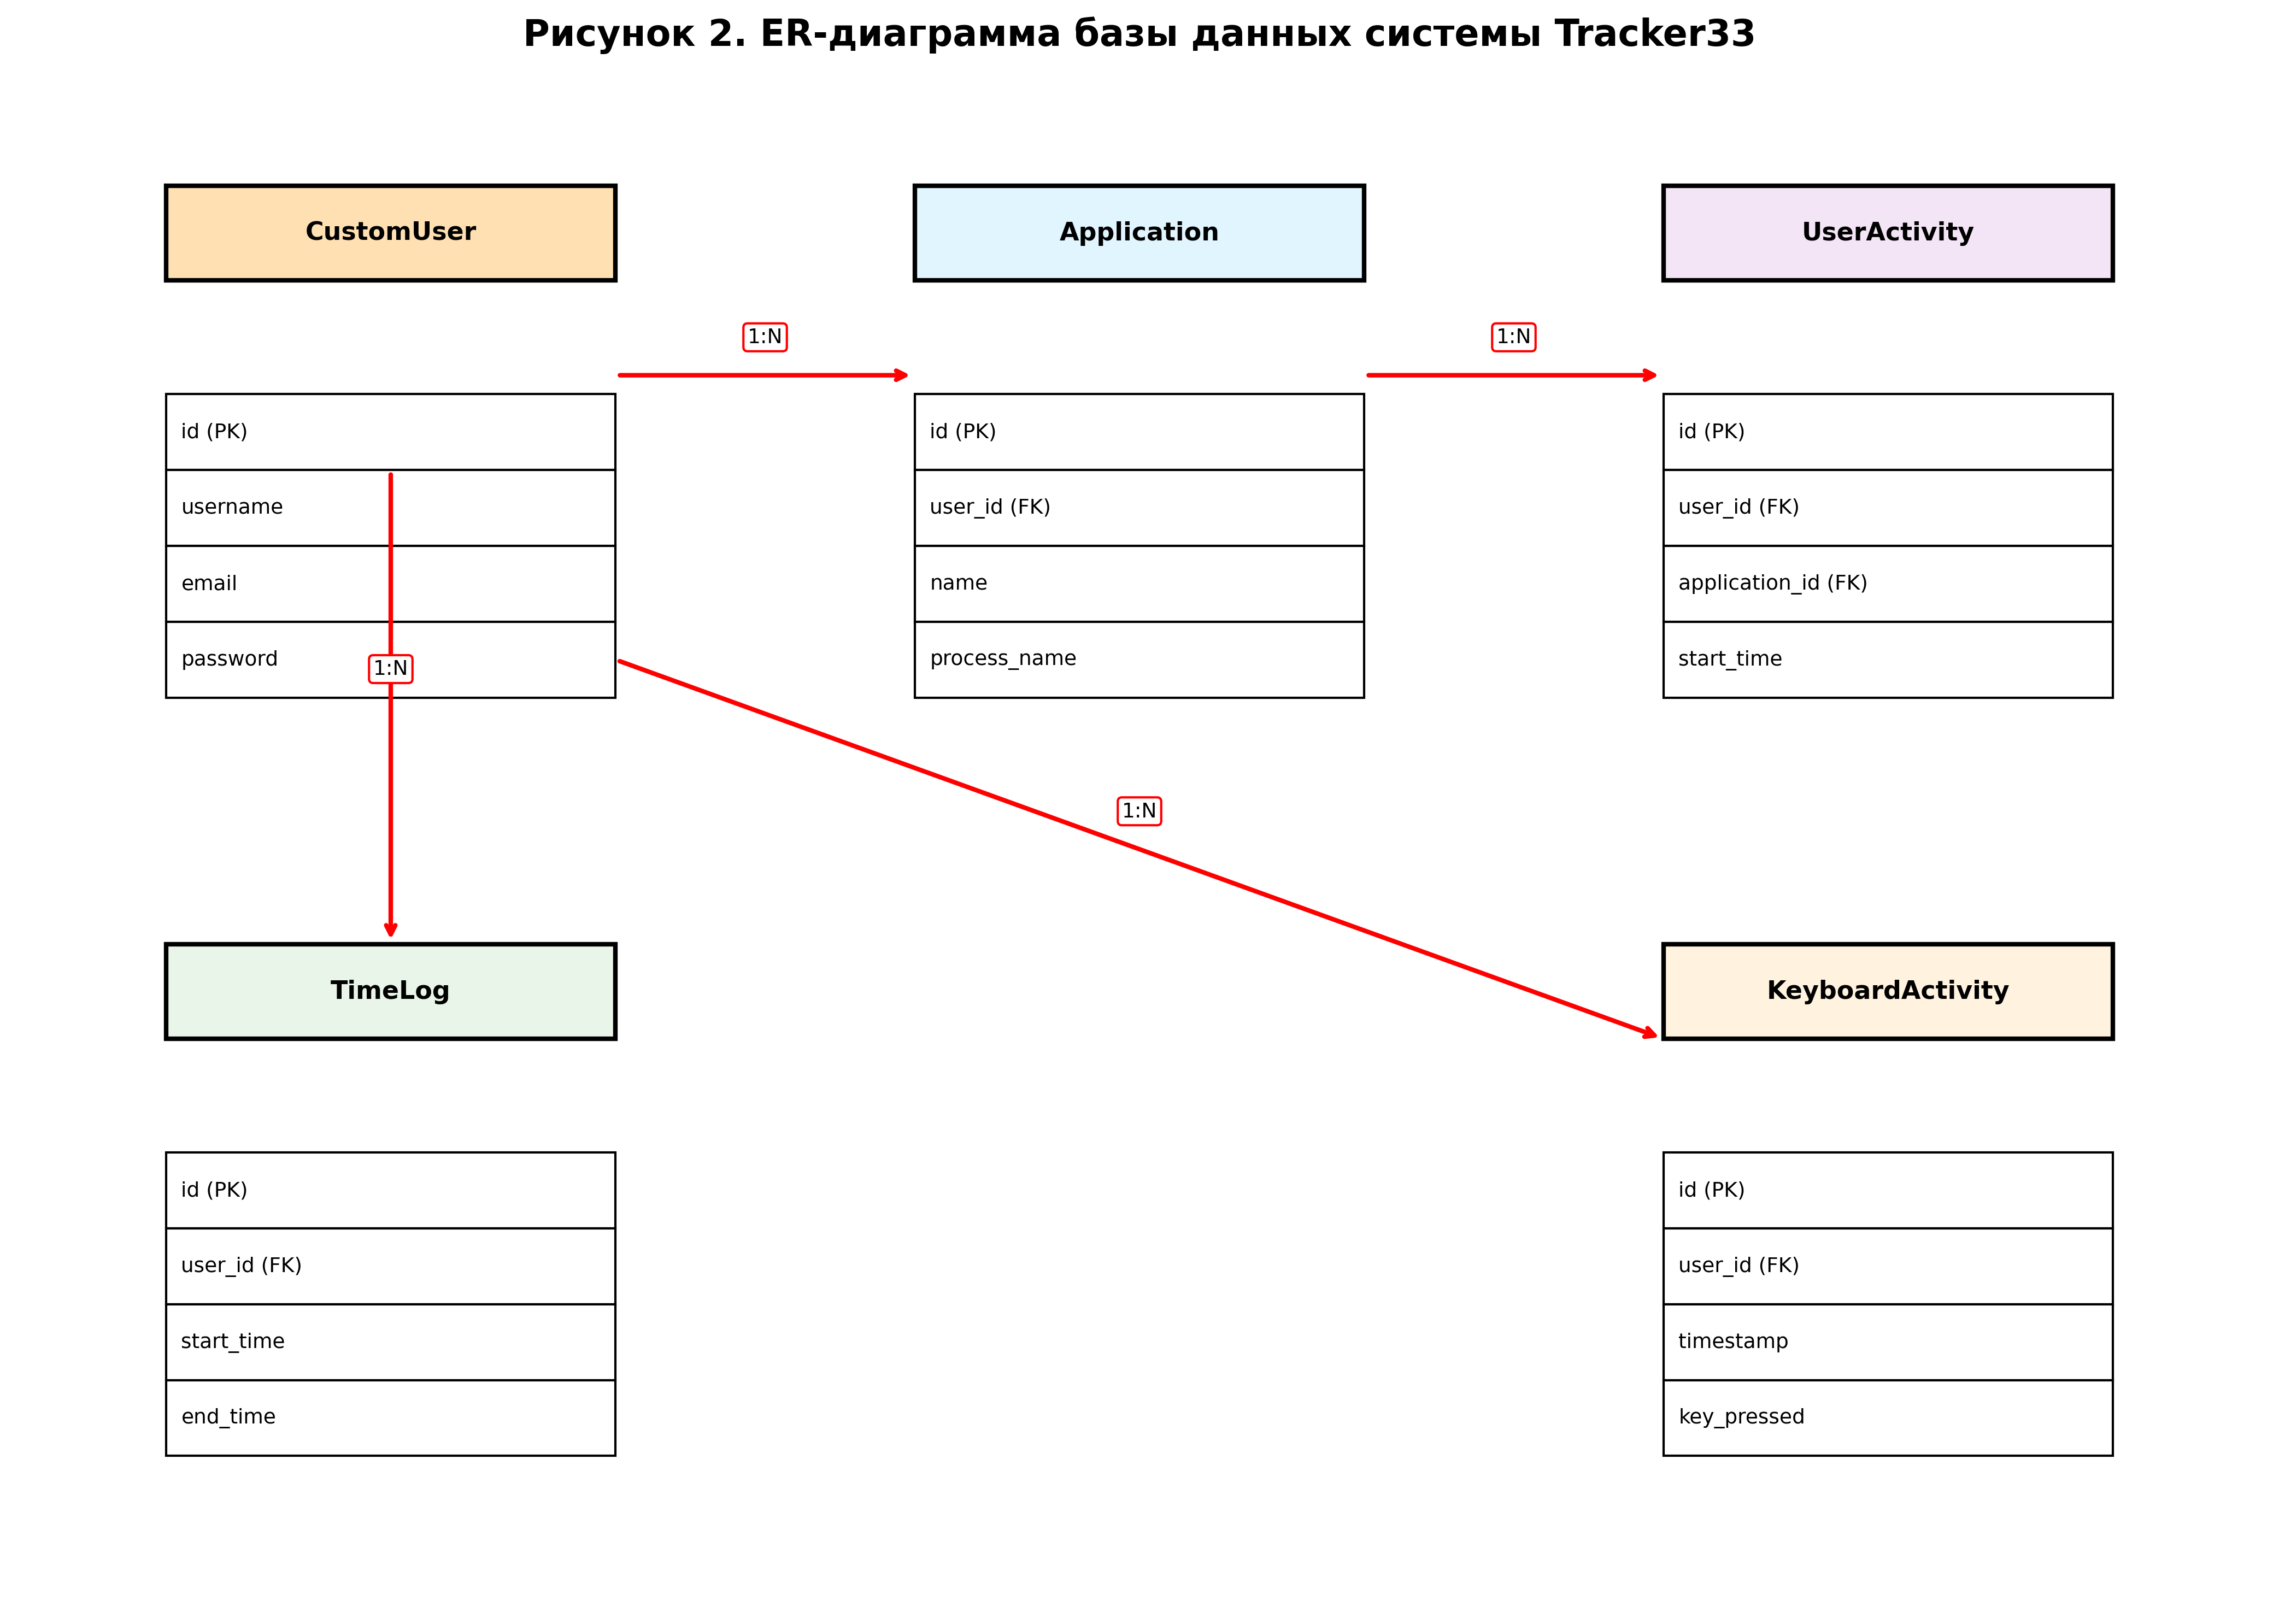 Рисунок 2. ER-диаграмма базы данных системы Tracker33
CustomUser
Application
UserActivity
1:N
1:N
id (PK)
username
email
password
id (PK)
user_id (FK)
name
process_name
id (PK)
user_id (FK)
application_id (FK)
start_time
1:N
1:N
TimeLog
KeyboardActivity
id (PK)
user_id (FK)
start_time
end_time
id (PK)
user_id (FK)
timestamp
key_pressed